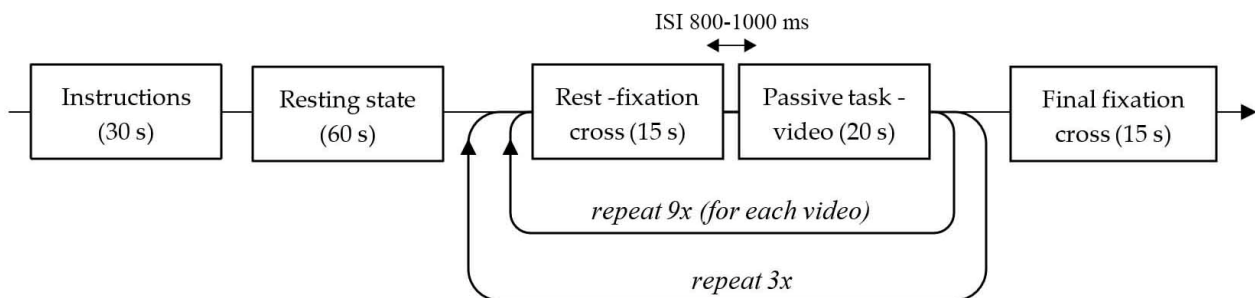 ISI 800-1000 ms
Instructions
(30 s)
Resting state
(60 s)
Rest -fixation
cross (15 s)
Passive task -
video (20 s)
Final fixation
cross (15 s)
repeat 9x (for each video)
repeat 3x